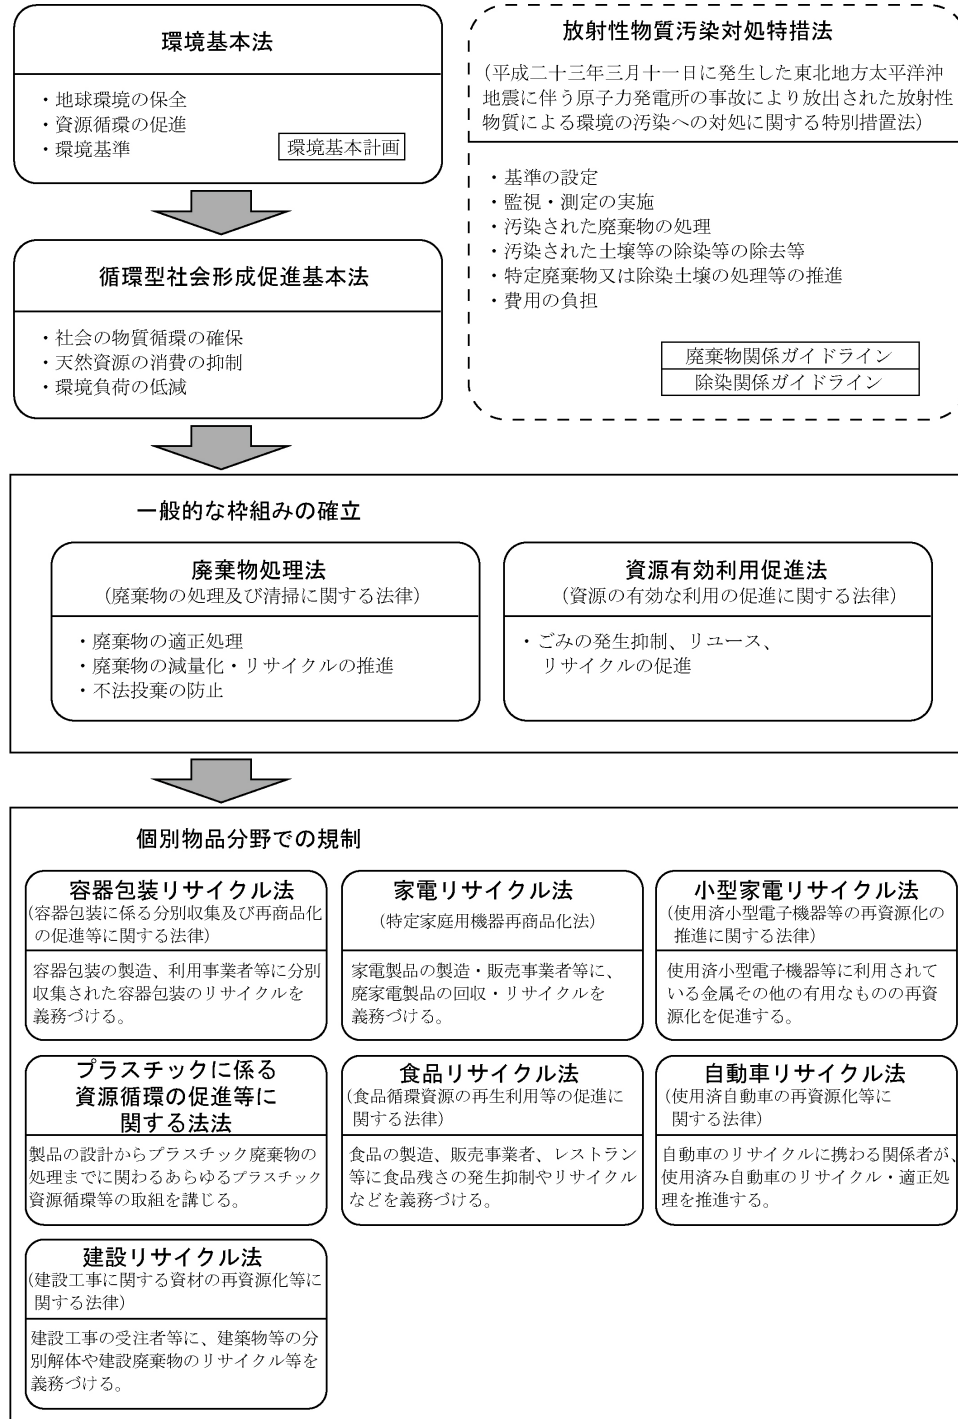 環境基本法
・地球環境の保全
・資源循環の促進
・環境基準
環境基本計画
放射性物質汚染対処特措法
(平成二十三年三月十一日に発生した東北地方太平洋沖
地震に伴う原子力発電所の事故により放出された放射性
物質による環境の汚染への対処に関する特別措置法)
・基準の設定
・監視・測定の実施
・汚染された廃棄物の処理
・汚染された土壌等の除染等の除去等
・特定廃棄物又は除染土壌の処理等の推進
・費用の負担
廃棄物関係ガイドライン
除染関係ガイドライン
循環型社会形成促進基本法
・社会の物質循環の確保
・天然資源の消費の抑制
・環境負荷の低減
一般的な枠組みの確立
廃棄物処理法
(廃棄物の処理及び清掃に関する法律)
・廃棄物の適正処理
・廃棄物の減量化・リサイクルの推進
・不法投棄の防止
資源有効利用促進法
(資源の有効な利用の促進に関する法律)
・ごみの発生抑制、リユース、
リサイクルの促進
個別物品分野での規制
容器包装リサイクル法
(容器包装に係る分別収集及び再商品化
の促進等に関する法律)
容器包装の製造、利用事業者等に分別
収集された容器包装のリサイクルを
義務づける。
家電リサイクル法
(特定家庭用機器再商品化法)
家電製品の製造・販売事業者等に、
廃家電製品の回収・リサイクルを
義務づける。
小型家電リサイクル法
(使用済小型電子機器等の再資源化の
推進に関する法律)
使用済小型電子機器等に利用されて
いる金属その他の有用なものの再資
源化を促進する。
プラスチックに係る
資源循環の促進等に
関する法法
製品の設計からプラスチック廃棄物の
処理までに関わるあらゆるプラスチック
資源循環等の取組を講じる。
食品リサイクル法
(食品循環資源の再生利用等の促進に
関する法律)
食品の製造、販売事業者、レストラン
等に食品残さの発生抑制やリサイクル
などを義務づける。
自動車リサイクル法
(使用済自動車の再資源化等に
関する法律)
自動車のリサイクルに携わる関係者が、
使用済み自動車のリサイクル・適正処
理を推進する。
建設リサイクル法
(建設工事に関する資材の再資源化等に
関する法律)
建設工事の受注者等に、建築物等の分
別解体や建設廃棄物のリサイクル等を
義務づける。